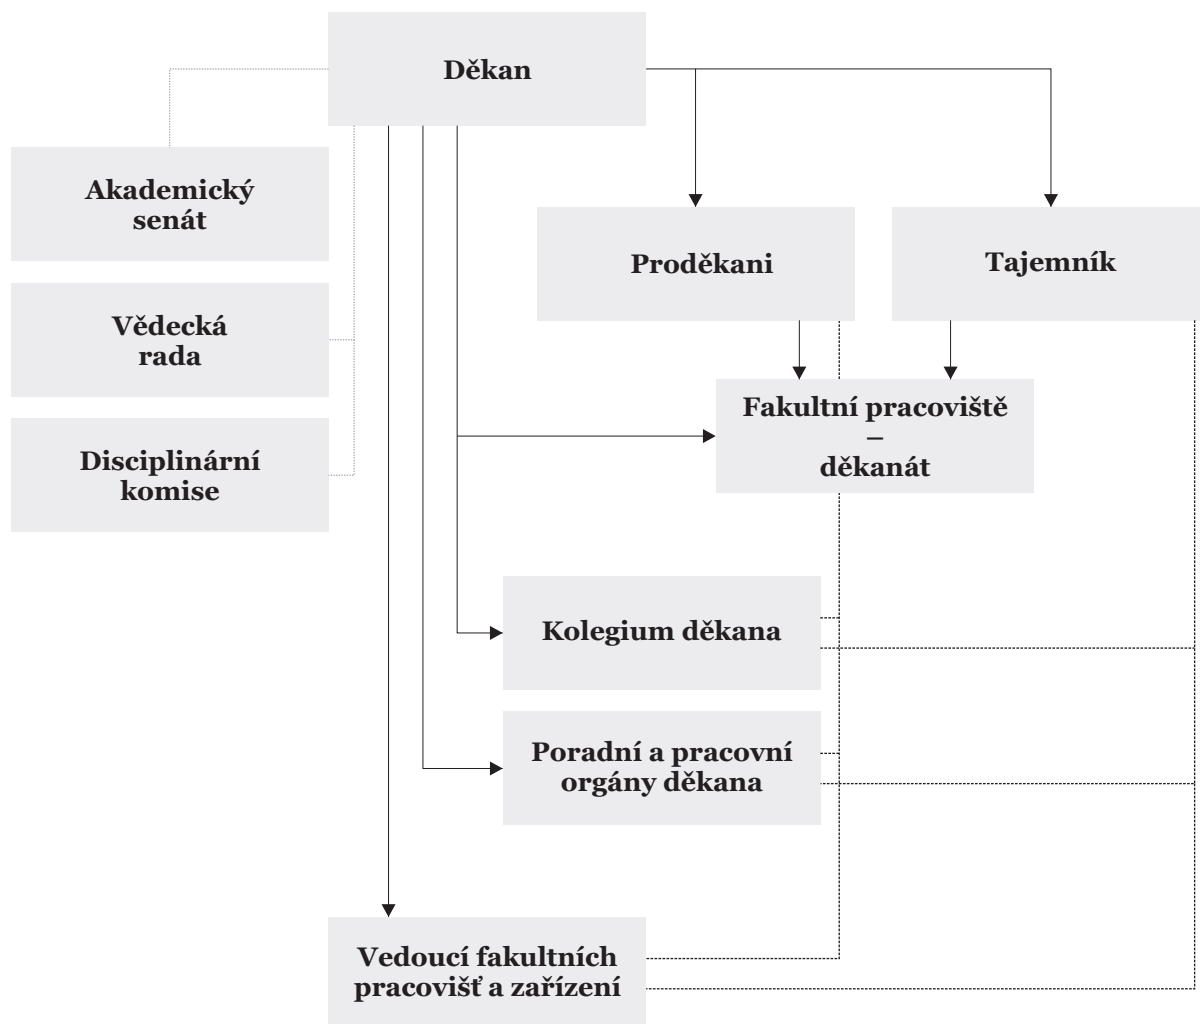 Děkan
Akademický
senát
Proděkani
Tajemník
Vědecká
rada
Fakultní pracoviště
–
děkanát
Disciplinární
komise
Kolegium děkana
Poradní a pracovní
orgány děkana
Vedoucí fakultních
pracovišť a zařízení